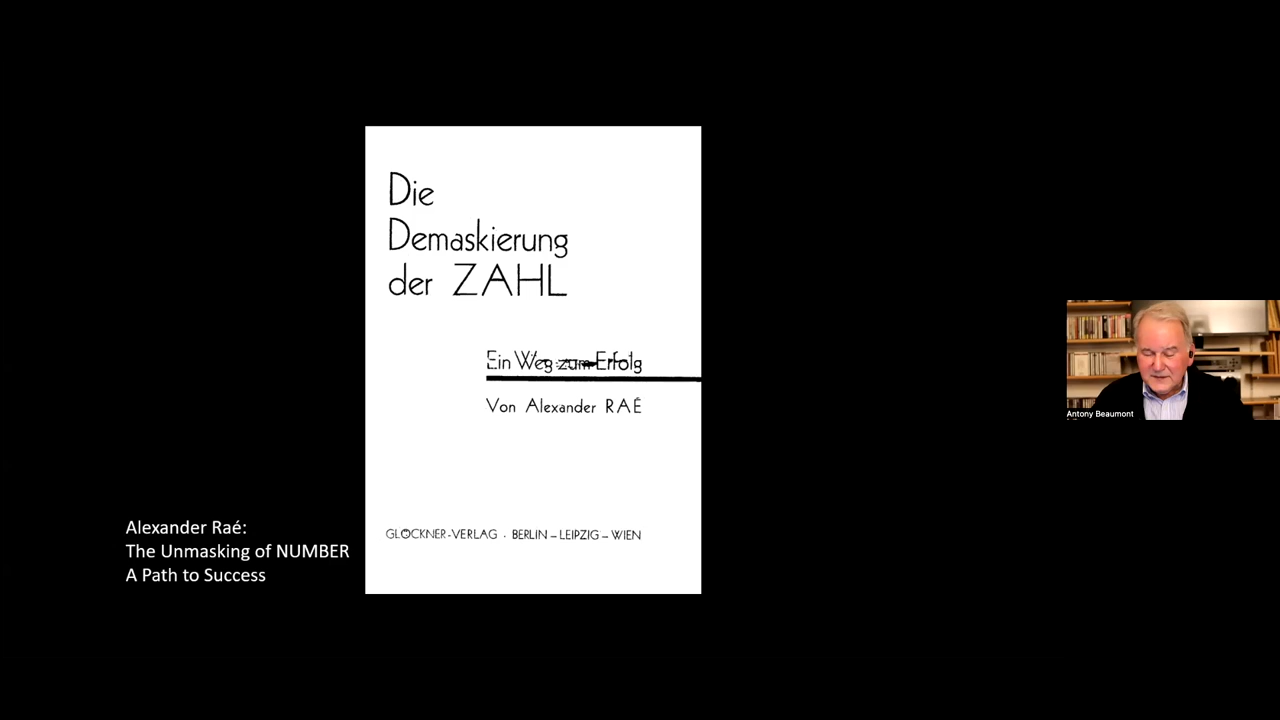 Die
Demaskierung
der ZAHL
Ein Weg zum Erfolg
Von Alexander RAÉ
GLÖCKNER-VERLAG · BERLIN – LEIPZIG – WIEN
Alexander Raé:
The Unmasking of NUMBER
A Path to Success
Antony Beaumont